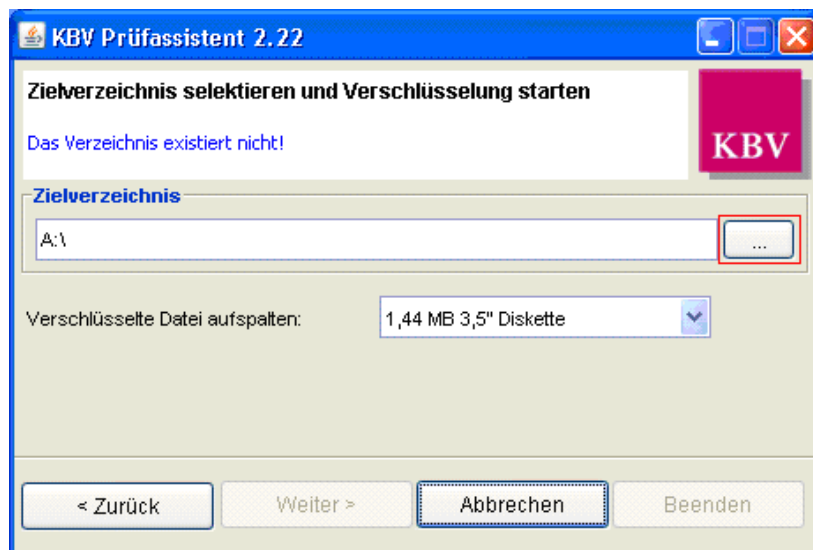 KBV Prüfassistent 2.22
Zielverzeichnis selektieren und Verschlüsselung starten
Das Verzeichnis existiert nicht!
KBV
Zielverzeichnis
A:\
...
Verschlüsselte Datei aufspalten:
1,44 MB 3,5" Diskette
< Zurück
Weiter >
Abbrechen
Beenden